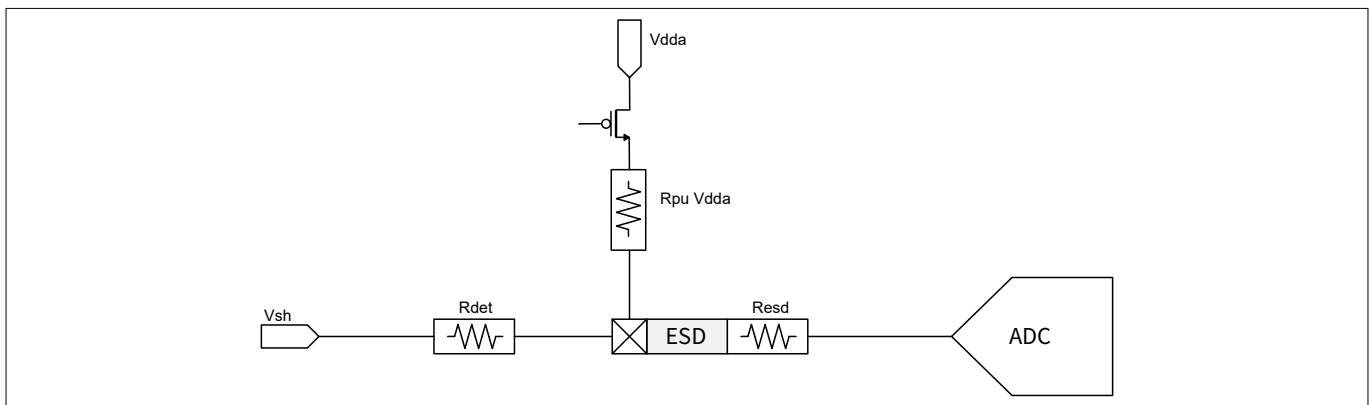 Vdda
Rpu Vdda
Vsh
Rdet
ESD
Resd
ADC